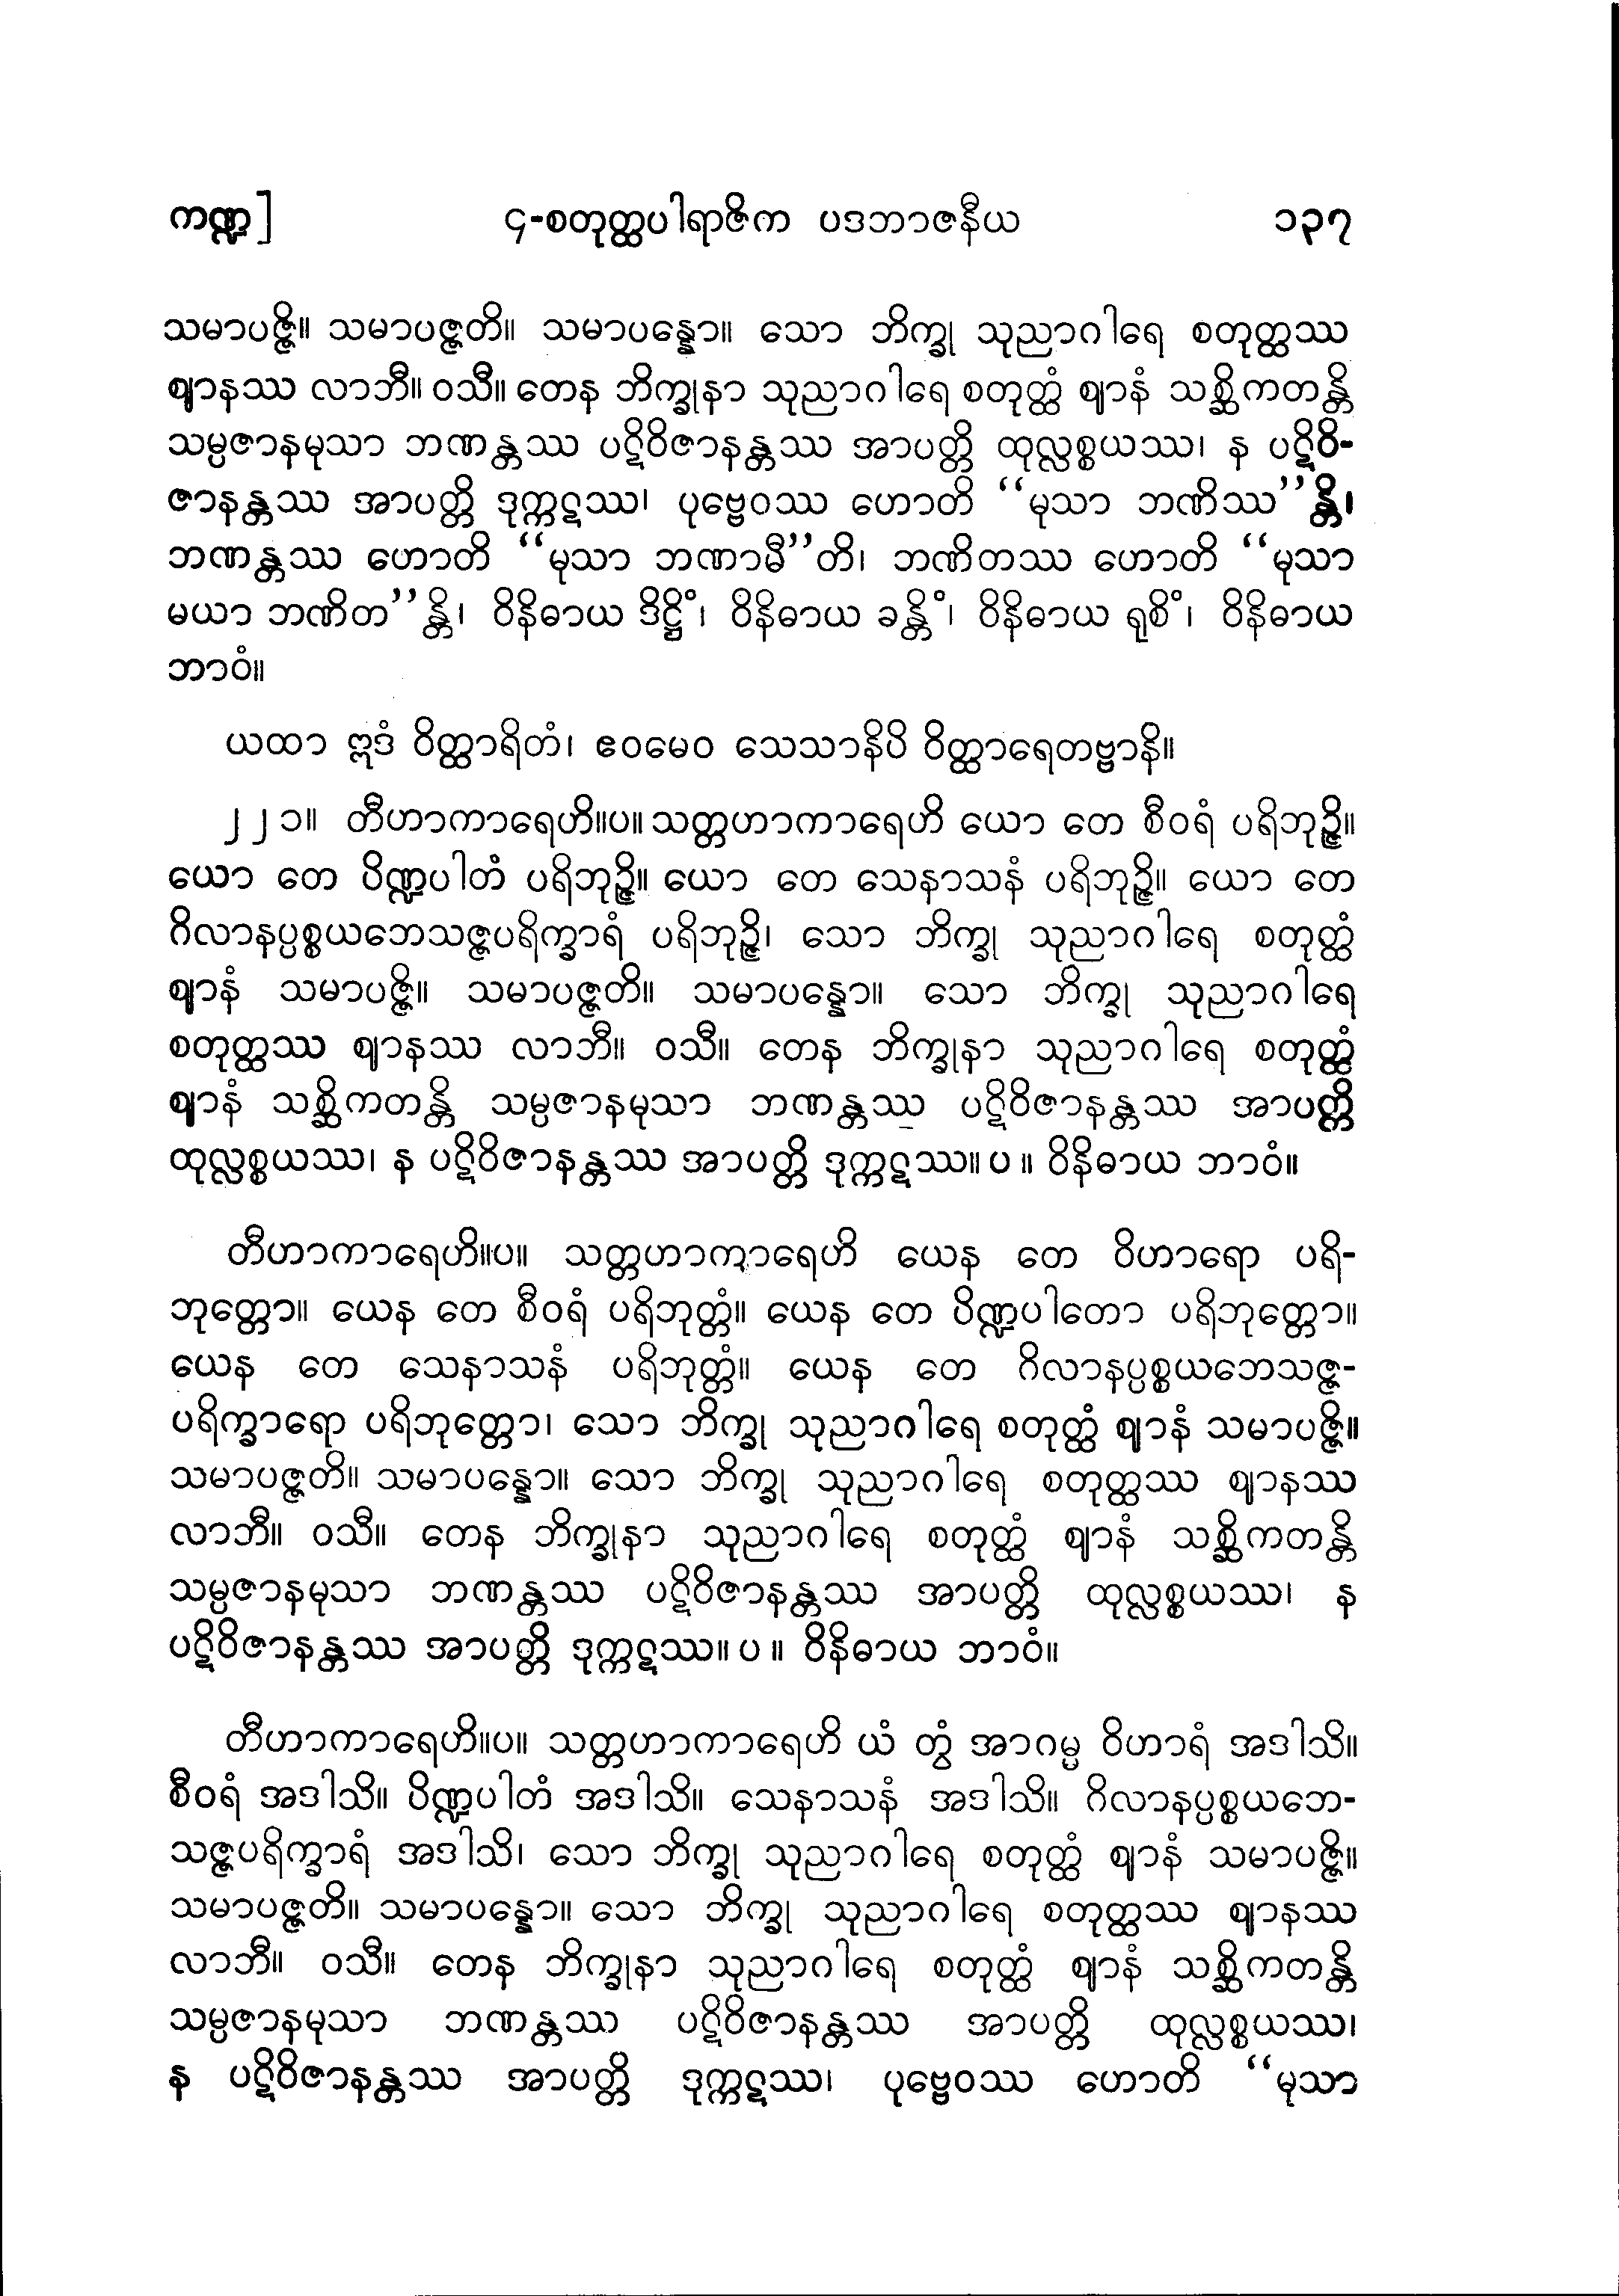 ကဏ္ဍ] ၄-စတုတ္ထပါရာဇိက ပဒဘာဇနီယ ၁၃၇
သမာပဇ္ဇိ။ သမာပဇ္ဇတိ။ သမာပန္နော။ သော ဘိက္ခု သုညာဂါရေ စတုတ္ထဿ
ဈာနဿ လာဘီ။ ဝသီ။ တေန ဘိက္ခုနာ သုညာဂါရေ စတုတ္ထံ ဈာနံ သစ္ဆိကတန္တိ
သမ္ပဇာနမုသာ ဘဏန္တဿ ပဋိဝိဇာနန္တဿ အာပတ္တိ ထုလ္လစ္စယဿ၊ န ပဋိဝိ-
ဇာနန္တဿ အာပတ္တိ ဒုက္ကဋဿ၊ ပုဗ္ဗေဝဿ ဟောတိ “မုသာ ဘဏိဿ”န္တိ၊
ဘဏန္တဿ ဟောတိ “မုသာ ဘဏာမီ”တိ၊ ဘဏိတဿ ဟောတိ “မုသာ
မယာ ဘဏိတ”န္တိ၊ ဝိနိဓာယ ဒိဋ္ဌိံ၊ ဝိနိဓာယ ခန္တိံ၊ ဝိနိဓာယ ရုစိံ၊ ဝိနိဓာယ
ဘာဝံ။
ယထာ ဣဒံ ဝိတ္ထာရိတံ၊ ဧဝမေဝ သေသာနိပိ ဝိတ္ထာရေတဗ္ဗာနိ။
၂၂၁။ တီဟာကာရေဟိ။ပ။ သတ္တဟာကာရေဟိ ယော တေ စီဝရံ ပရိဘုဉ္ဇိ။
ယော တေ ပိဏ္ဍပါတံ ပရိဘုဉ္ဇိ။ ယော တေ သေနာသနံ ပရိဘုဉ္ဇိ။ ယော တေ
ဂိလာနပ္ပစ္စယဘေသဇ္ဇပရိက္ခာရံ ပရိဘုဉ္ဇိ၊ သော ဘိက္ခု သုညာဂါရေ စတုတ္ထံ
ဈာနံ သမာပဇ္ဇိ။ သမာပဇ္ဇတိ။ သမာပန္နော။ သော ဘိက္ခု သုညာဂါရေ
စတုတ္ထဿ ဈာနဿ လာဘီ။ ဝသီ။ တေန ဘိက္ခုနာ သုညာဂါရေ စတုတ္ထံ
ဈာနံ သစ္ဆိကတန္တိ သမ္ပဇာနမုသာ ဘဏန္တဿ ပဋိဝိဇာနန္တဿ အာပတ္တိ
ထုလ္လစ္စယဿ၊ န ပဋိဝိဇာနန္တဿ အာပတ္တိ ဒုက္ကဋဿ။ ပ ။ ဝိနိဓာယ ဘာဝံ။
တီဟာကာရေဟိ။ပ။ သတ္တဟာကာရေဟိ ယေန တေ ဝိဟာရော ပရိ-
ဘုတ္တော။ ယေန တေ စီဝရံ ပရိဘုတ္တံ။ ယေန တေ ပိဏ္ဍပါတော ပရိဘုတ္တော။
ယေန တေ သေနာသနံ ပရိဘုတ္တံ။ ယေန တေ ဂိလာနပ္ပစ္စယဘေသဇ္ဇ-
ပရိက္ခာရော ပရိဘုတ္တော၊ သော ဘိက္ခု သုညာဂါရေ စတုတ္ထံ ဈာနံ သမာပဇ္ဇိ။
သမာပဇ္ဇတိ။ သမာပန္နော။ သော ဘိက္ခု သုညာဂါရေ စတုတ္ထဿ ဈာနဿ
လာဘီ။ ဝသီ။ တေန ဘိက္ခုနာ သုညာဂါရေ စတုတ္ထံ ဈာနံ သစ္ဆိကတန္တိ
သမ္ပဇာနမုသာ ဘဏန္တဿ ပဋိဝိဇာနန္တဿ အာပတ္တိ ထုလ္လစ္စယဿ၊ န
ပဋိဝိဇာနန္တဿ အာပတ္တိ ဒုက္ကဋဿ။ ပ ။ ဝိနိဓာယ ဘာဝံ။
တီဟာကာရေဟိ။ပ။ သတ္တဟာကာရေဟိ ယံ တွံ အာဂမ္မ ဝိဟာရံ အဒါသိ။
စီဝရံ အဒါသိ။ ပိဏ္ဍပါတံ အဒါသိ။ သေနာသနံ အဒါသိ။ ဂိလာနပ္ပစ္စယဘေ-
သဇ္ဇပရိက္ခာရံ အဒါသိ၊ သော ဘိက္ခု သုညာဂါရေ စတုတ္ထံ ဈာနံ သမာပဇ္ဇိ။
သမာပဇ္ဇတိ။ သမာပန္နော။ သော ဘိက္ခု သုညာဂါရေ စတုတ္ထဿ ဈာနဿ
လာဘီ။ ဝသီ။ တေန ဘိက္ခုနာ သုညာဂါရေ စတုတ္ထံ ဈာနံ သစ္ဆိကတန္တိ
သမ္ပဇာနမုသာ ဘဏန္တဿ ပဋိဝိဇာနန္တဿ အာပတ္တိ ထုလ္လစ္စယဿ၊
န ပဋိဝိဇာနန္တဿ အာပတ္တိ ဒုက္ကဋဿ၊ ပုဗ္ဗေဝဿ ဟောတိ “မုသာ